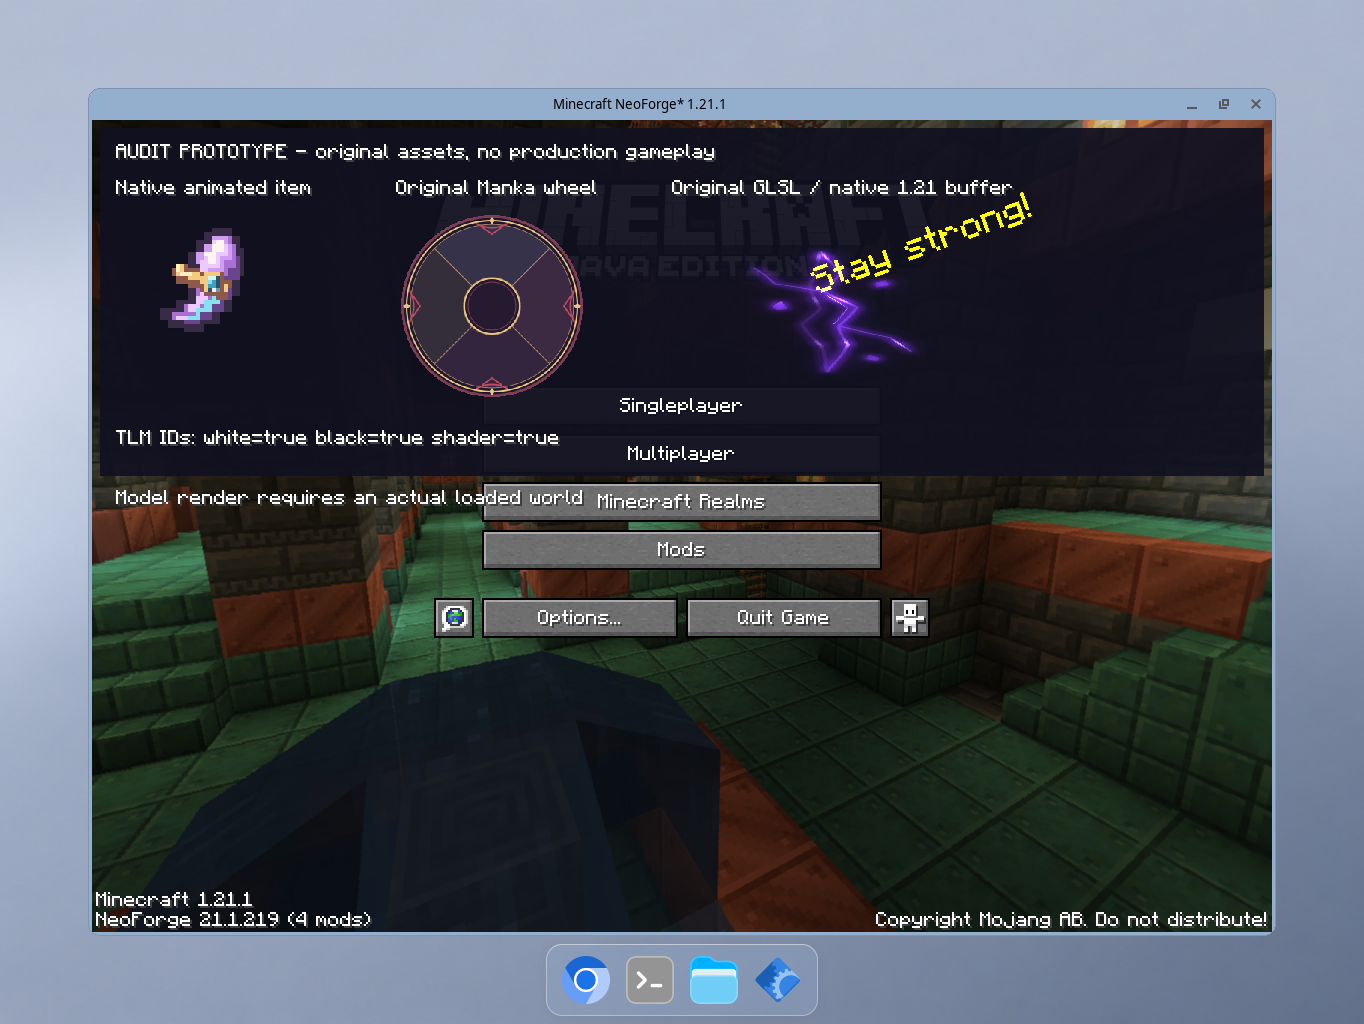 Minecraft NeoForge* 1.21.1
AUDIT PROTOTYPE - original assets, no production gameplay
Native animated item
Original Manka wheel
Original GLSL / native 1.21 buffer
MINECRAFT
JAVA EDITION
Stay strong!
Singleplayer
TLM IDs: white=true black=true shader=true
Multiplayer
Model render requires an actual loaded world
Minecraft Realms
Mods
Options...
Quit Game
Minecraft 1.21.1
NeoForge 21.1.219 (4 mods)
Copyright Mojang AB. Do not distribute!